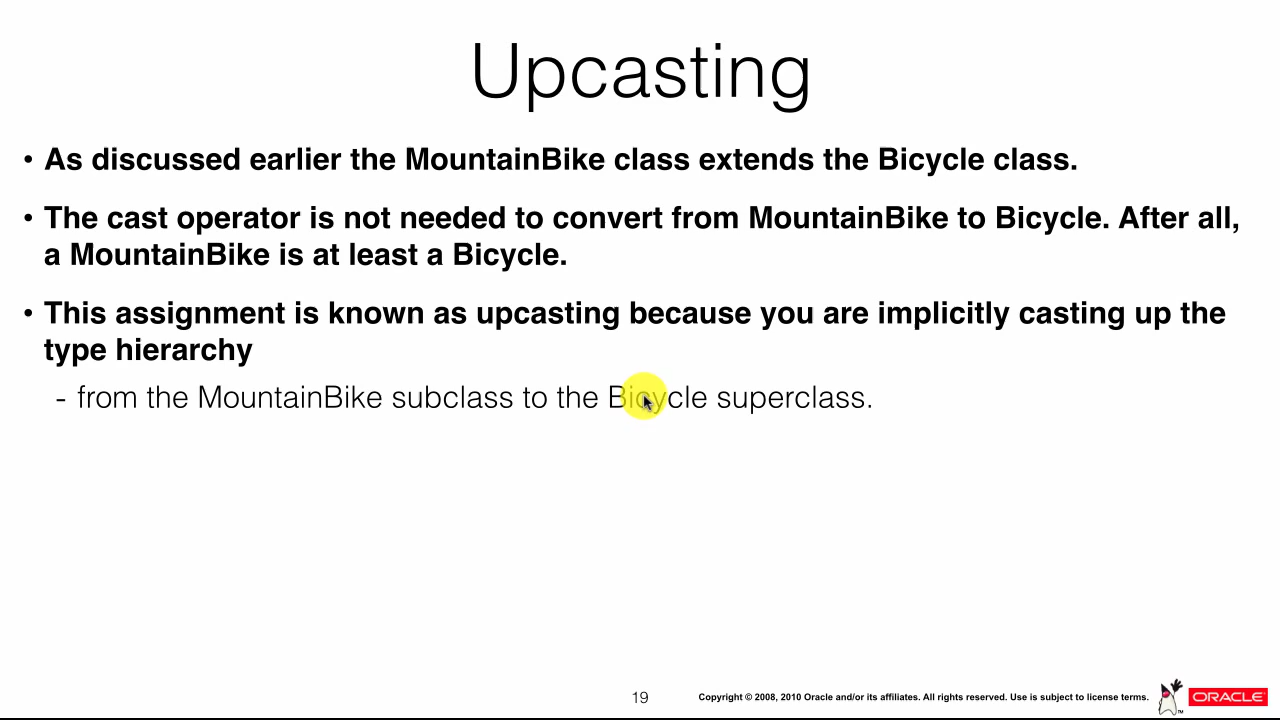 Upcasting
• As discussed earlier the MountainBike class extends the Bicycle class.
• The cast operator is not needed to convert from MountainBike to Bicycle. After all,
a MountainBike is at least a Bicycle.
• This assignment is known as upcasting because you are implicitly casting up the
type hierarchy
- from the MountainBike subclass to the Bicycle superclass.
19
Copyright © 2008, 2010 Oracle and/or its affiliates. All rights reserved. Use is subject to license terms.
TM
ORACLE